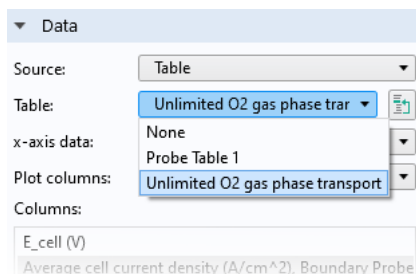 Data
Source: Table
Table: Unlimited O2 gas phase trar
None
x-axis data:
Probe Table 1
Plot columns:
Unlimited O2 gas phase transport
Columns:
E_cell (V)
Average cell current density (A/cm^2), Boundary Probe